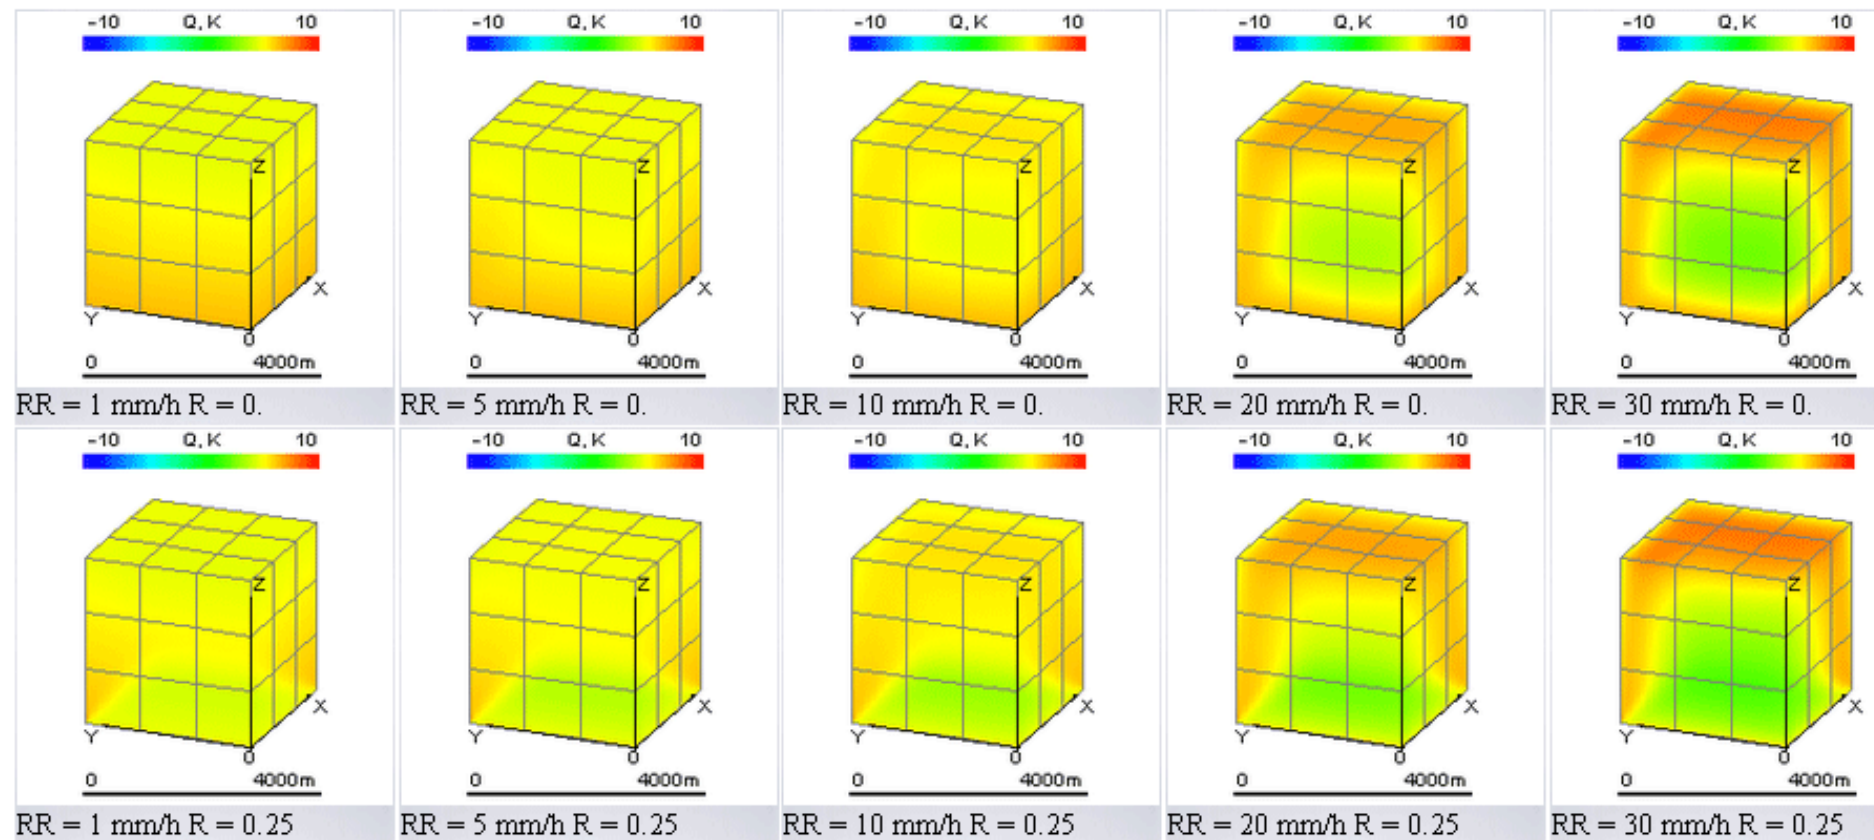 -10 Q, K 10
Z
X
Y
0
0 4000m
RR = 1 mm/h R = 0.
-10 Q, K 10
Z
X
Y
0
0 4000m
RR = 5 mm/h R = 0.
-10 Q, K 10
Z
X
Y
0
0 4000m
RR = 10 mm/h R = 0.
-10 Q, K 10
Z
X
Y
0
0 4000m
RR = 20 mm/h R = 0.
-10 Q, K 10
Z
X
Y
0
0 4000m
RR = 30 mm/h R = 0.
-10 Q, K 10
Z
X
Y
0
0 4000m
RR = 1 mm/h R = 0.25
-10 Q, K 10
Z
X
Y
0
0 4000m
RR = 5 mm/h R = 0.25
-10 Q, K 10
Z
X
Y
0
0 4000m
RR = 10 mm/h R = 0.25
-10 Q, K 10
Z
X
Y
0
0 4000m
RR = 20 mm/h R = 0.25
-10 Q, K 10
Z
X
Y
0
0 4000m
RR = 30 mm/h R = 0.25